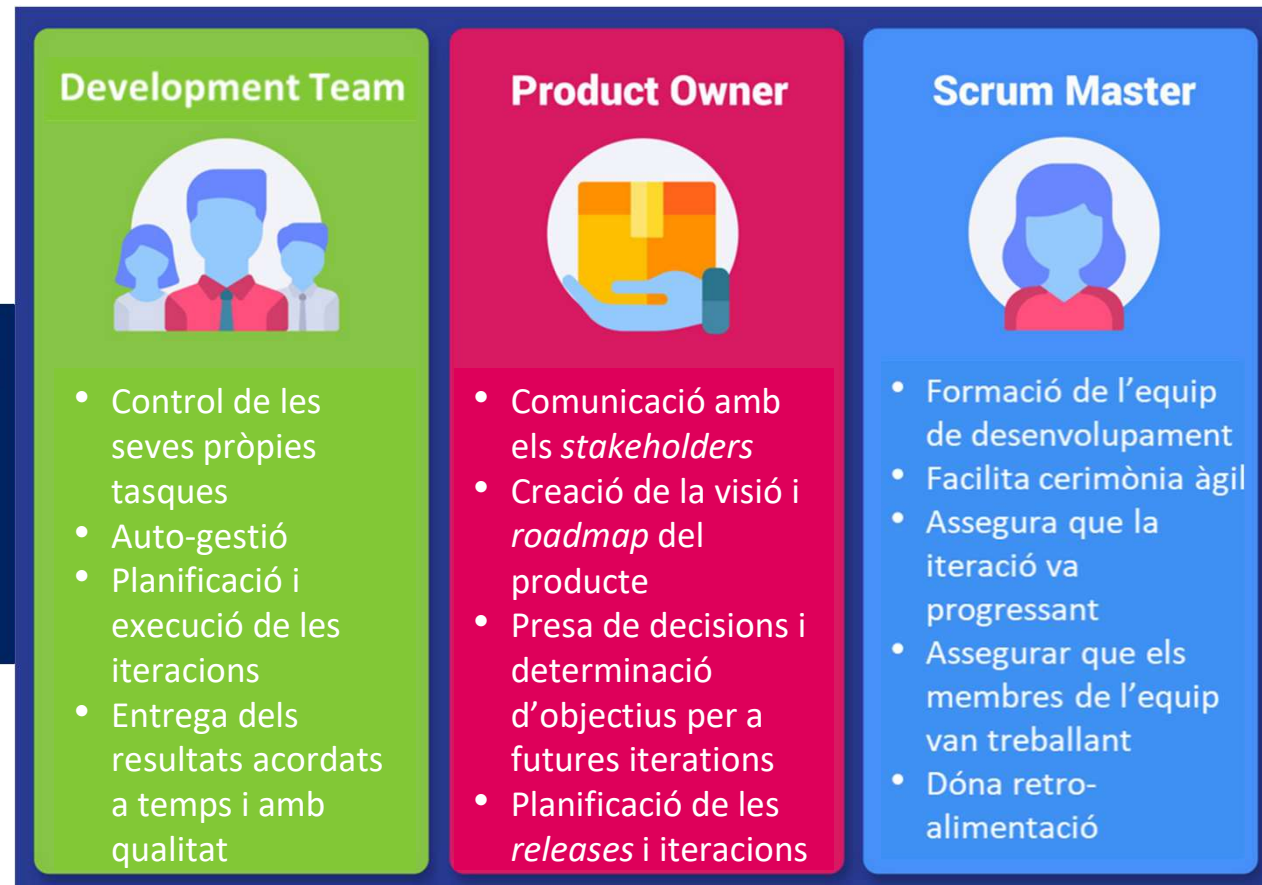 Development Team
• Control de les
seves pròpies
tasques
• Auto-gestió
• Planificació i
execució de les
iteracions
• Entrega dels
resultats acordats
a temps i amb
qualitat
Product Owner
• Comunicació amb
els stakeholders
• Creació de la visió i
roadmap del
producte
• Presa de decisions i
determinació
d’objectius per a
futures iterations
• Planificació de les
releases i iteracions
Scrum Master
• Formació de l’equip
de desenvolupament
• Facilita cerimònia àgil
• Assegura que la
iteració va
progressant
• Assegurar que els
membres de l’equip
van treballant
• Dóna retro-
alimentació